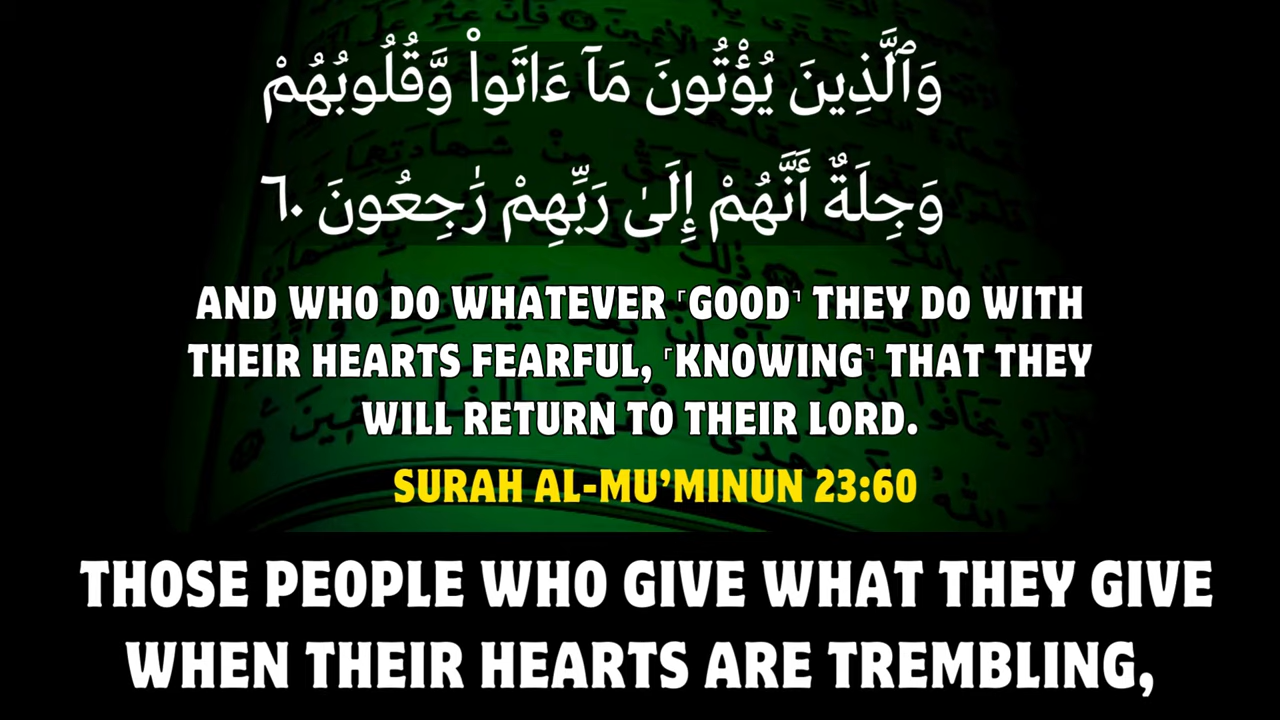 وَٱلَّذِينَ يُؤْتُونَ مَآ ءَاتَوا۟ وَّقُلُوبُهُمْ
وَجِلَةٌ أَنَّهُمْ إِلَىٰ رَبِّهِمْ رَٰجِعُونَ ٦٠
AND WHO DO WHATEVER ˹GOOD˺ THEY DO WITH
THEIR HEARTS FEARFUL, ˹KNOWING˺ THAT THEY
WILL RETURN TO THEIR LORD.
SURAH AL-MU’MINUN 23:60
THOSE PEOPLE WHO GIVE WHAT THEY GIVE
WHEN THEIR HEARTS ARE TREMBLING,